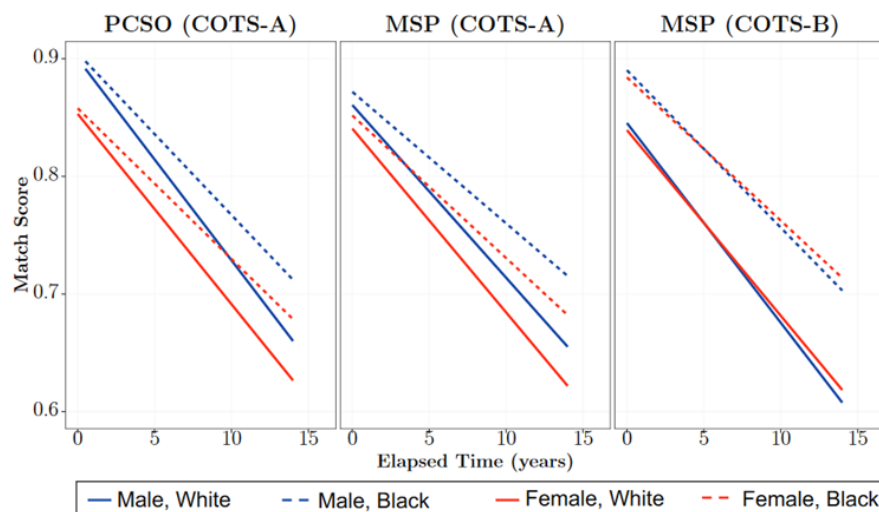 PCSO (COTS-A) MSP (COTS-A) MSP (COTS-B)
0.9
0.8
0.7
0.6
Match Score
0 5 10 15 0 5 10 15 0 5 10 15
Elapsed Time (years)
Male, White Male, Black Female, White Female, Black